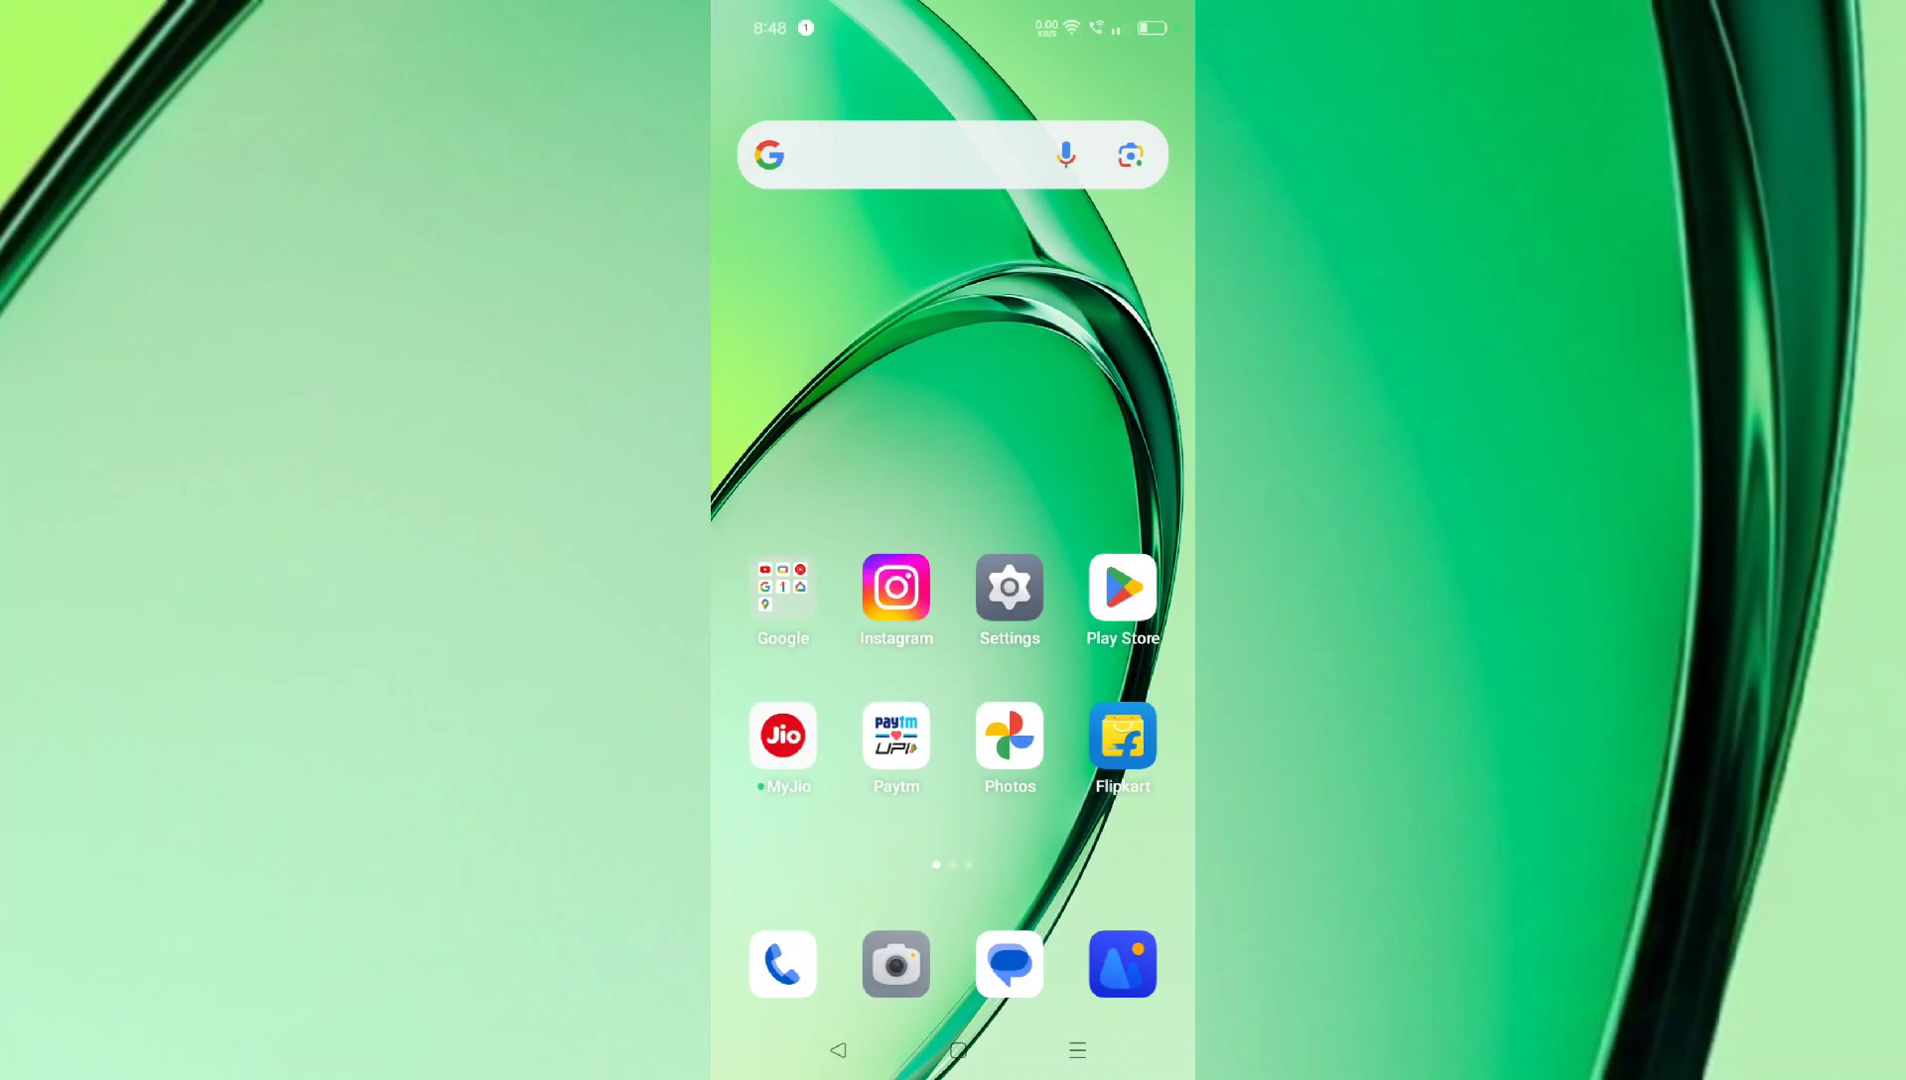 8:48 1 0.00 KB/S
G
Google Instagram Settings Play Store
Jio paytm UPI
MyJio Paytm Photos Flipkart